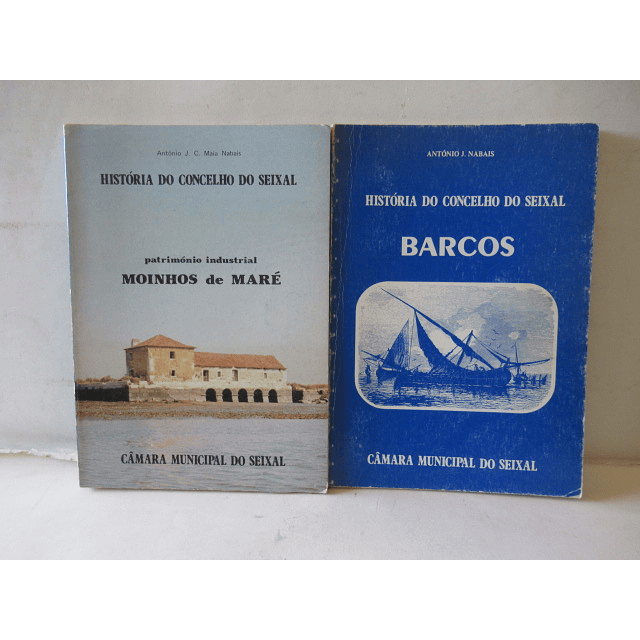 António J. C. Maia Nabais
HISTÓRIA DO CONCELHO DO SEIXAL
património industrial
MOINHOS de MARÉ
CÂMARA MUNICIPAL DO SEIXAL
ANTÓNIO J. NABAIS
HISTÓRIA DO CONCELHO DO SEIXAL
BARCOS
CÂMARA MUNICIPAL DO SEIXAL